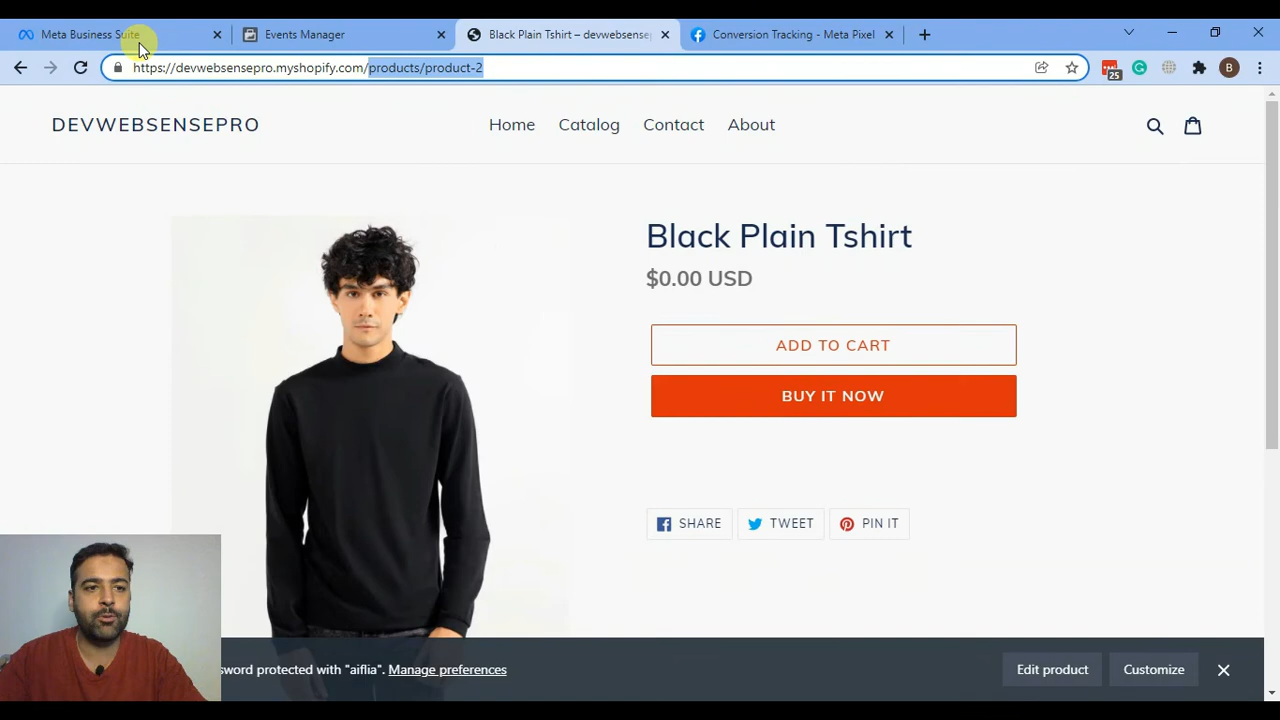 Meta Business Suite
Events Manager
Black Plain Tshirt – devwebsense
Conversion Tracking - Meta Pixel
https://devwebsensepro.myshopify.com/products/product-2
25
B
DEVWEBSENSEPRO
Home
Catalog
Contact
About
Black Plain Tshirt
$0.00 USD
ADD TO CART
BUY IT NOW
SHARE
TWEET
PIN IT
protected with "aiflia". Manage preferences
Edit product
Customize